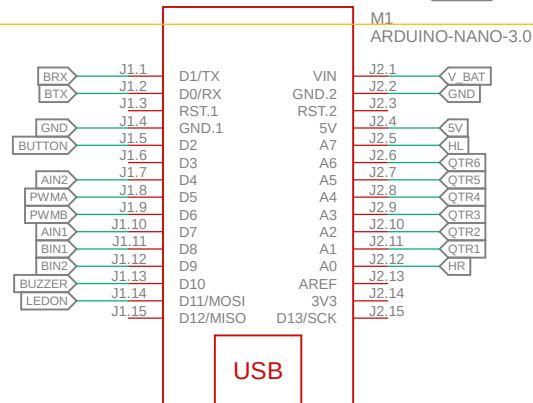 M1
ARDUINO-NANO-3.0
BRX J1.1 D1/TX VIN J2.1 V_BAT
BTX J1.2 D0/RX GND.2 J2.2 GND
J1.3 RST.1 RST.2 J2.3
GND J1.4 GND.1 5V J2.4 5V
BUTTON J1.5 D2 A7 J2.5 HL
J1.6 D3 A6 J2.6 QTR6
AIN2 J1.7 D4 A5 J2.7 QTR5
PWMA J1.8 D5 A4 J2.8 QTR4
PWMB J1.9 D6 A3 J2.9 QTR3
AIN1 J1.10 D7 A2 J2.10 QTR2
BIN1 J1.11 D8 A1 J2.11 QTR1
BIN2 J1.12 D9 A0 J2.12 HR
BUZZER J1.13 D10 AREF J2.13
LEDON J1.14 D11/MOSI 3V3 J2.14
J1.15 D12/MISO D13/SCK J2.15
USB